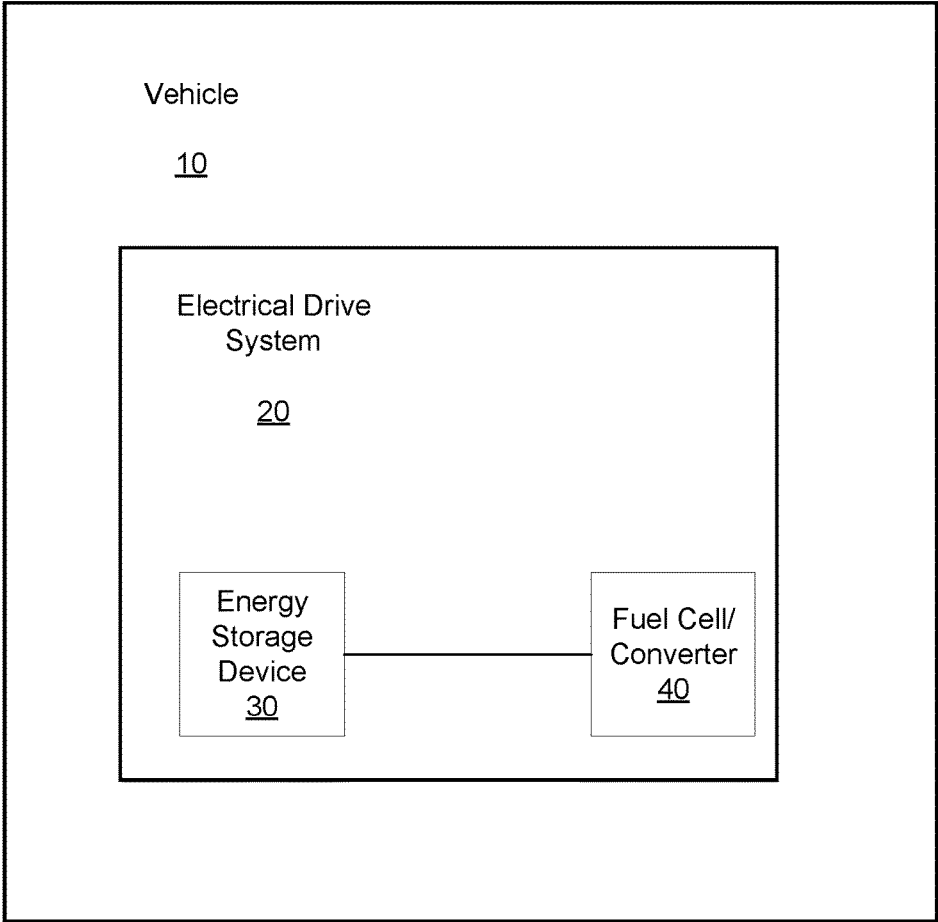 Vehicle
10
Electrical Drive
System
20
Energy
Storage
Device
30
Fuel Cell/
Converter
40